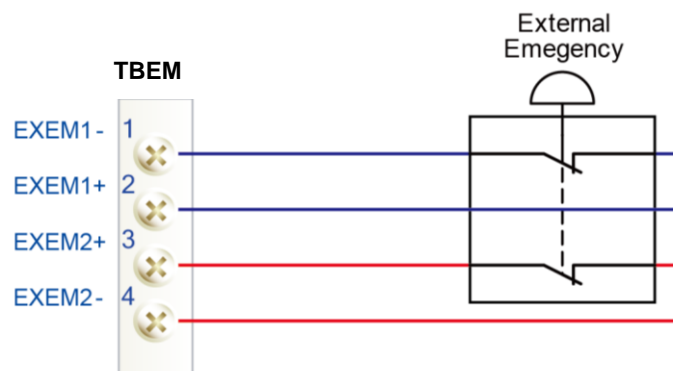 External
Emegency
TBEM
EXEM1- 1
EXEM1+ 2
EXEM2+ 3
EXEM2- 4